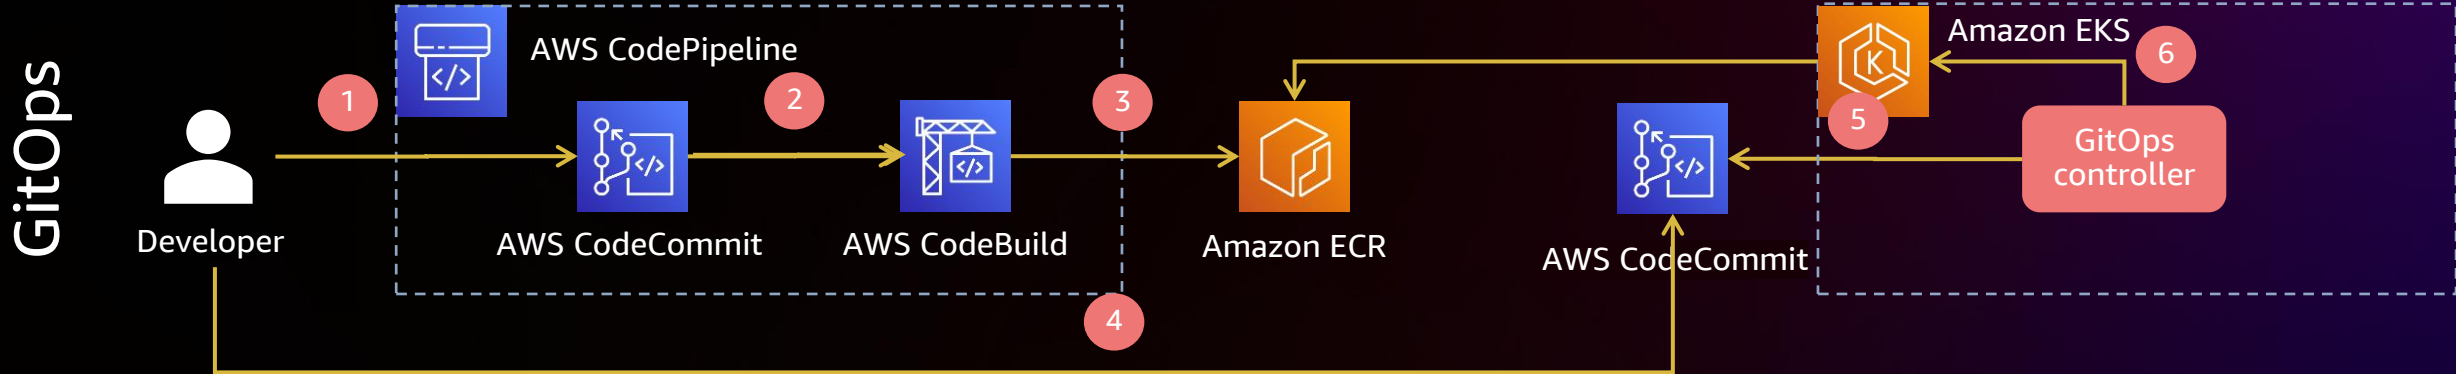 GitOps
Developer
1
AWS CodePipeline
AWS CodeCommit
2
AWS CodeBuild
3
Amazon ECR
4
AWS CodeCommit
Amazon EKS
5
6
GitOps
controller